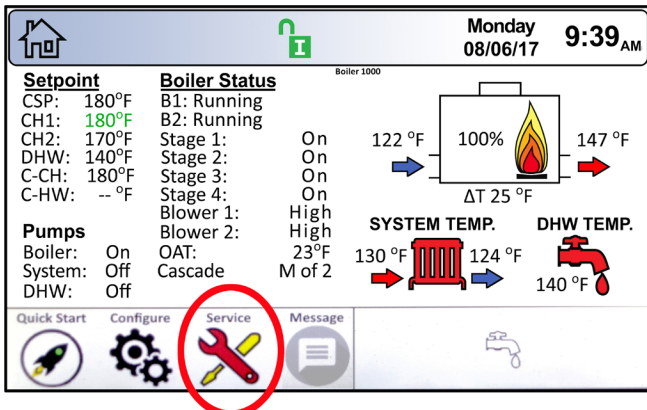 Monday
08/06/17
9:39 AM
Boiler 1000
Setpoint
CSP: 180°F
CH1: 180°F
CH2: 170°F
DHW: 140°F
C-CH: 180°F
C-HW: -- °F
Pumps
Boiler: On
System: Off
DHW: Off
Boiler Status
B1: Running
B2: Running
Stage 1: On
Stage 2: On
Stage 3: On
Stage 4: On
Blower 1: High
Blower 2: High
OAT: 23°F
Cascade M of 2
122 °F
100%
147 °F
ΔT 25 °F
SYSTEM TEMP.
130 °F
124 °F
DHW TEMP.
140 °F
Quick Start
Configure
Service
Message